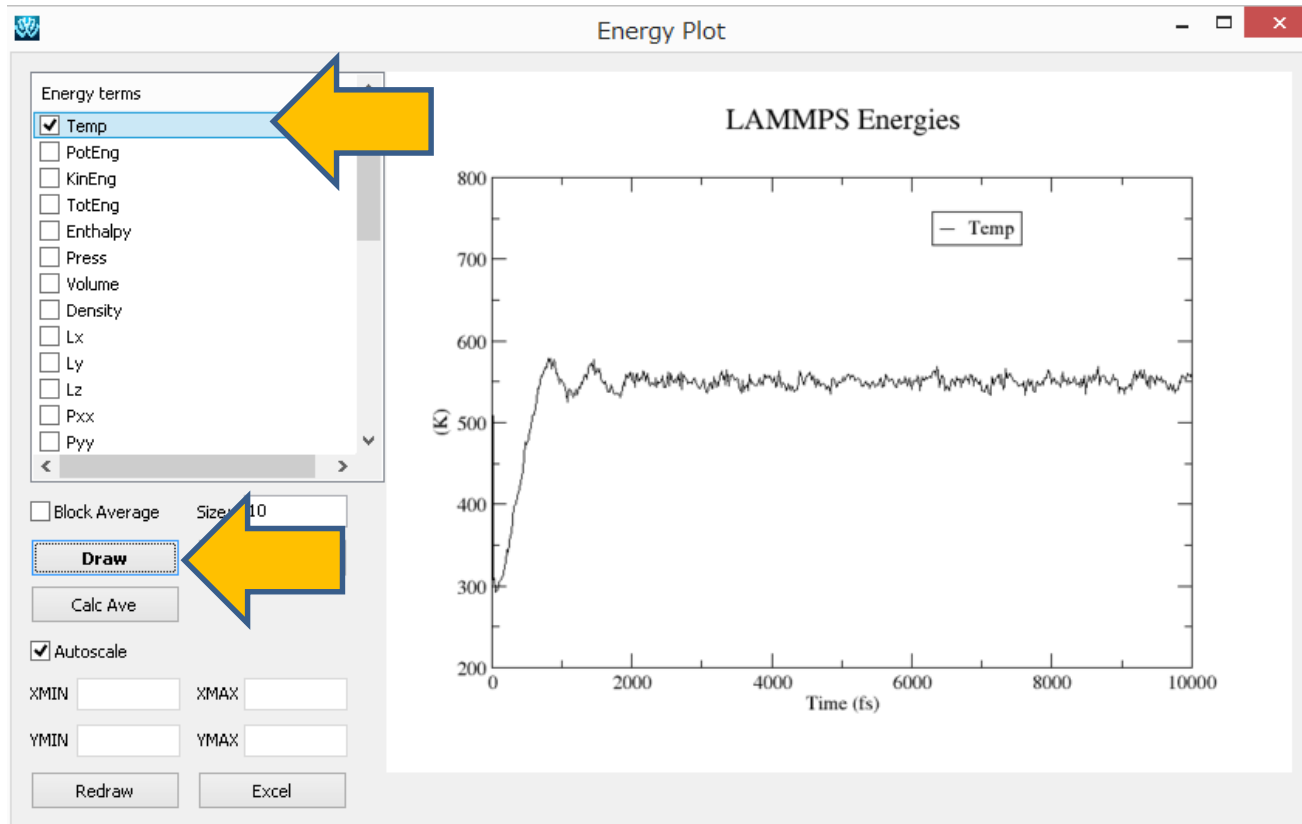 Energy Plot
Energy terms
Temp
PotEng
KinEng
TotEng
Enthalpy
Press
Volume
Density
Lx
Ly
Lz
Pxx
Pyy
Block Average
Size: 10
Draw
Calc Ave
Autoscale
XMIN
XMAX
YMIN
YMAX
Redraw
Excel
LAMMPS Energies
800
700
600
500
400
300
200
(K)
Temp
0 2000 4000 6000 8000 10000
Time (fs)